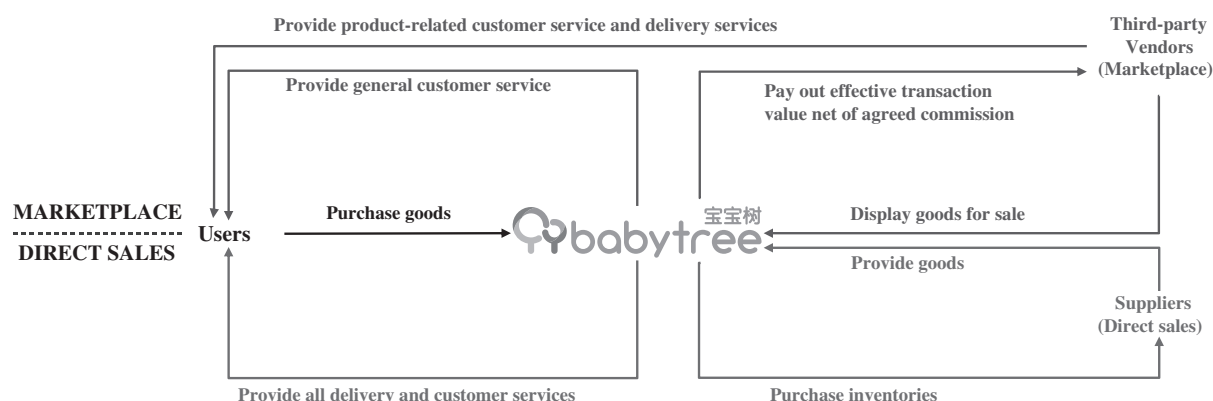 Provide product-related customer service and delivery services
Third-party
Vendors
(Marketplace)
Provide general customer service
Pay out effective transaction
value net of agreed commission
MARKETPLACE
DIRECT SALES
Users
Purchase goods
宝宝树
babytree
Display goods for sale
Provide goods
Suppliers
(Direct sales)
Provide all delivery and customer services
Purchase inventories